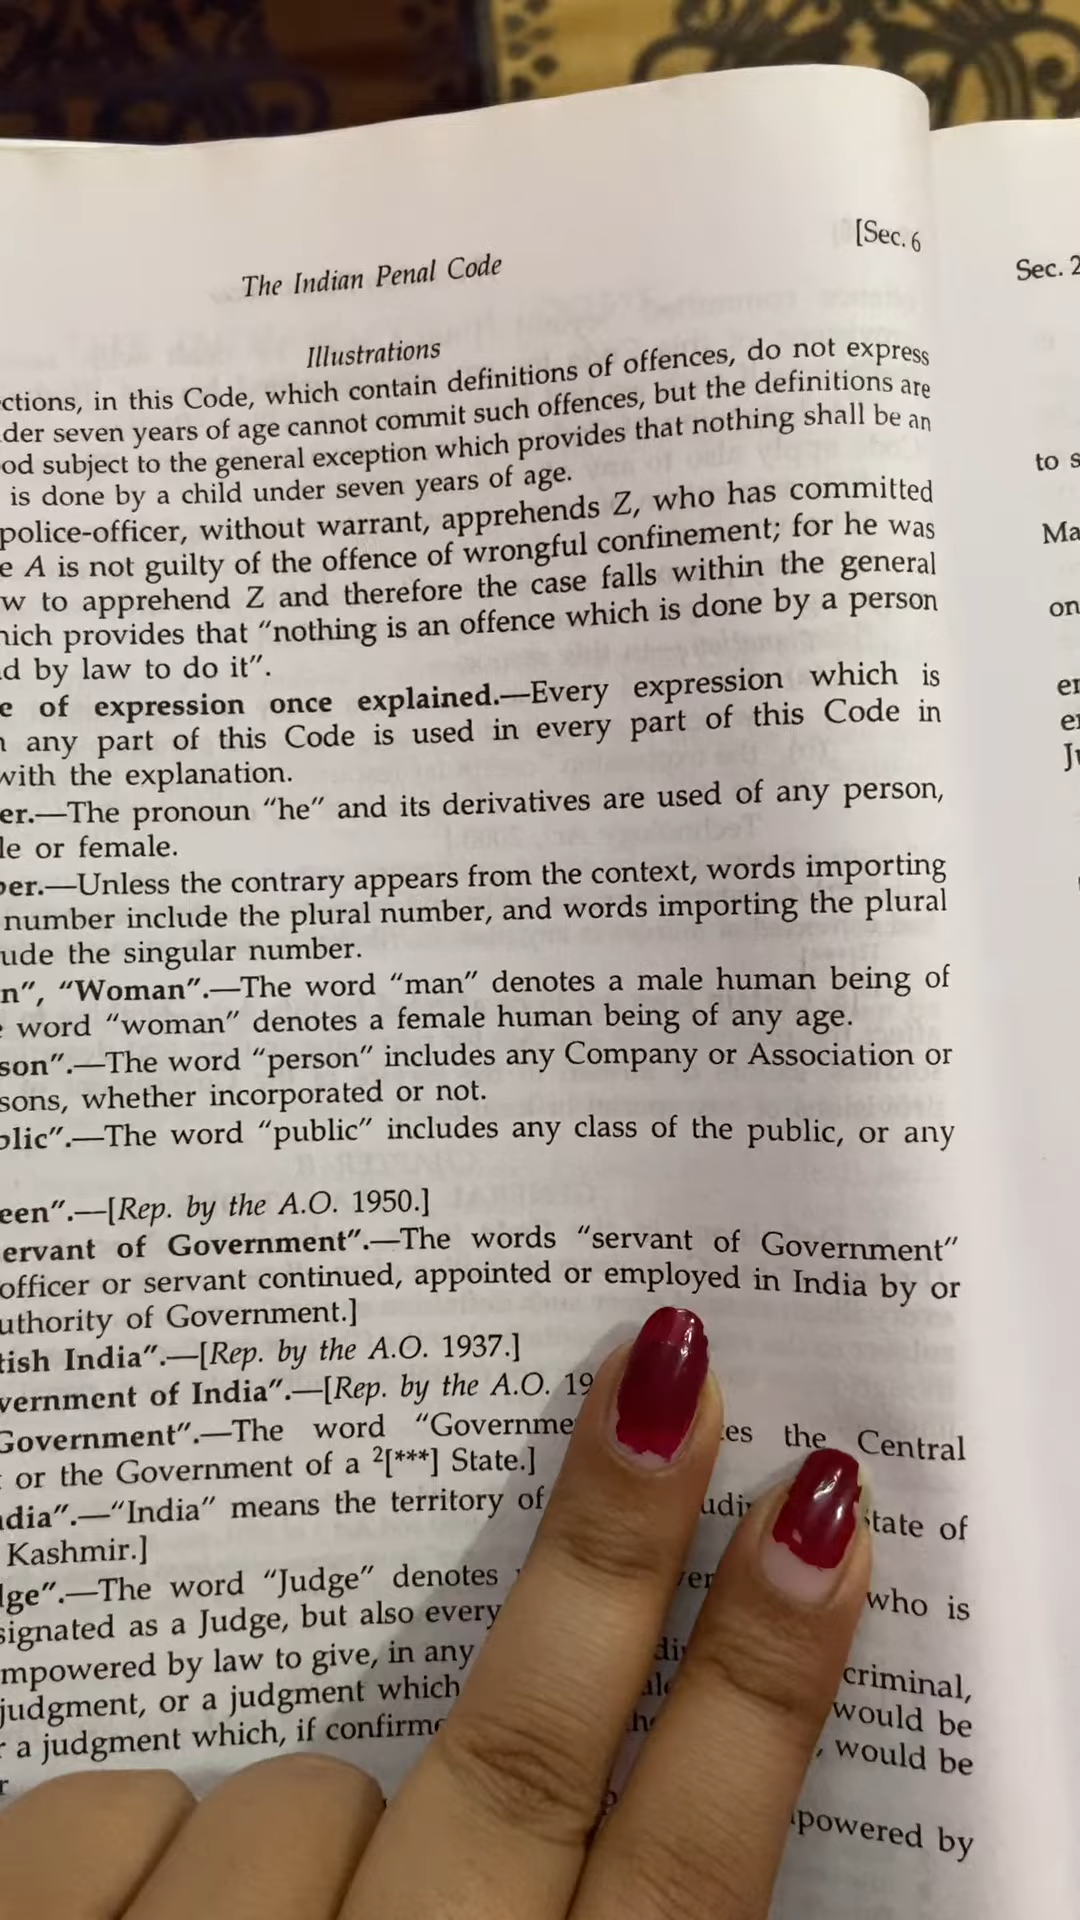 [Sec. 6
The Indian Penal Code
Illustrations
ctions, in this Code, which contain definitions of offences, do not express
der seven years of age cannot commit such offences, but the definitions are
od subject to the general exception which provides that nothing shall be an
is done by a child under seven years of age.
police-officer, without warrant, apprehends Z, who has committed
e A is not guilty of the offence of wrongful confinement; for he was
w to apprehend Z and therefore the case falls within the general
hich provides that "nothing is an offence which is done by a person
d by law to do it".
e of expression once explained.—Every expression which is
any part of this Code is used in every part of this Code in
with the explanation.
er.—The pronoun "he" and its derivatives are used of any person,
le or female.
ber.—Unless the contrary appears from the context, words importing
number include the plural number, and words importing the plural
ude the singular number.
n", "Woman".—The word "man" denotes a male human being of
word "woman" denotes a female human being of any age.
son".—The word "person" includes any Company or Association or
sons, whether incorporated or not.
blic".—The word "public" includes any class of the public, or any
een".—[Rep. by the A.O. 1950.]
ervant of Government".—The words "servant of Government"
officer or servant continued, appointed or employed in India by or
uthority of Government.]
tish India".—[Rep. by the A.O. 1937.]
vernment of India".—[Rep. by the A.O. 19
Government".—The word "Governme es the Central
or the Government of a ²[***] State.]
ndia".—"India" means the territory of udi State of
Kashmir.]
lge".—The word "Judge" denotes ver who is
signated as a Judge, but also every
mpowered by law to give, in any di criminal,
judgment, or a judgment which would be
a judgment which, if confirme , would be
r
powered by
Sec. 2
to s
Ma
on
er
er
Ju